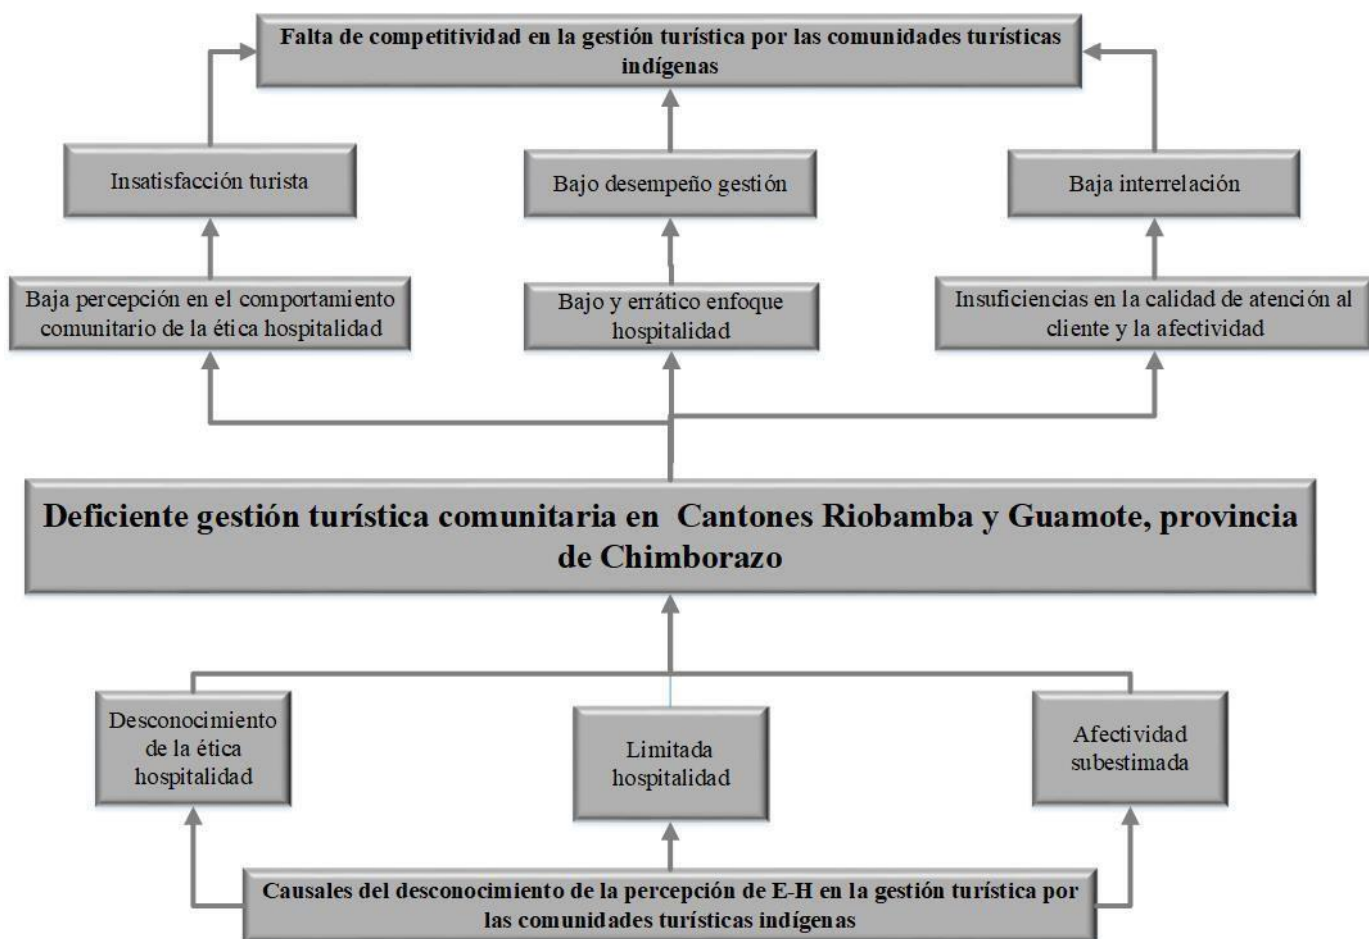 Falta de competitividad en la gestión turística por las comunidades turísticas
indígenas
Insatisfacción turista
Bajo desempeño gestión
Baja interrelación
Baja percepción en el comportamiento
comunitario de la ética hospitalidad
Bajo y errático enfoque
hospitalidad
Insuficiencias en la calidad de atención al
cliente y la afectividad
Deficiente gestión turística comunitaria en Cantones Riobamba y Guamote, provincia
de Chimborazo
Desconocimiento
de la ética
hospitalidad
Limitada
hospitalidad
Afectividad
subestimada
Causales del desconocimiento de la percepción de E-H en la gestión turística por
las comunidades turísticas indígenas